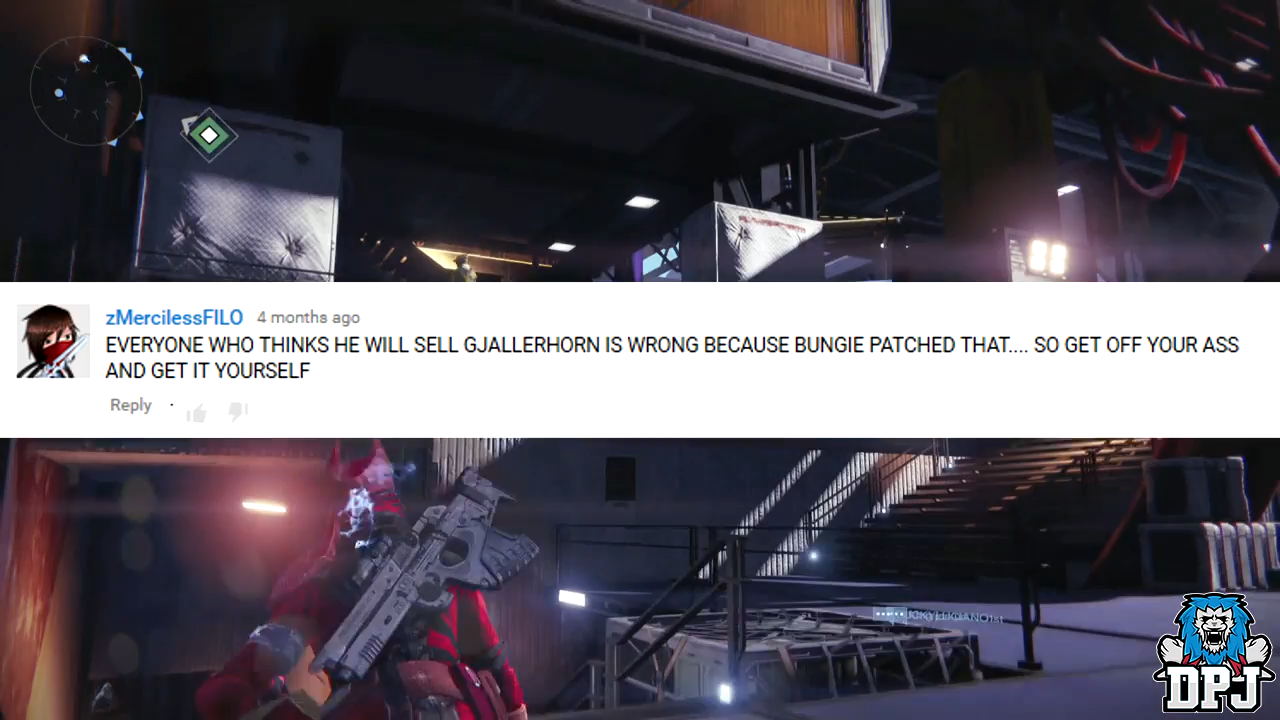 zMercilessFILO 4 months ago
EVERYONE WHO THINKS HE WILL SELL GJALLERHORN IS WRONG BECAUSE BUNGIE PATCHED THAT.... SO GET OFF YOUR ASS
AND GET IT YOURSELF
Reply ·
DPJ